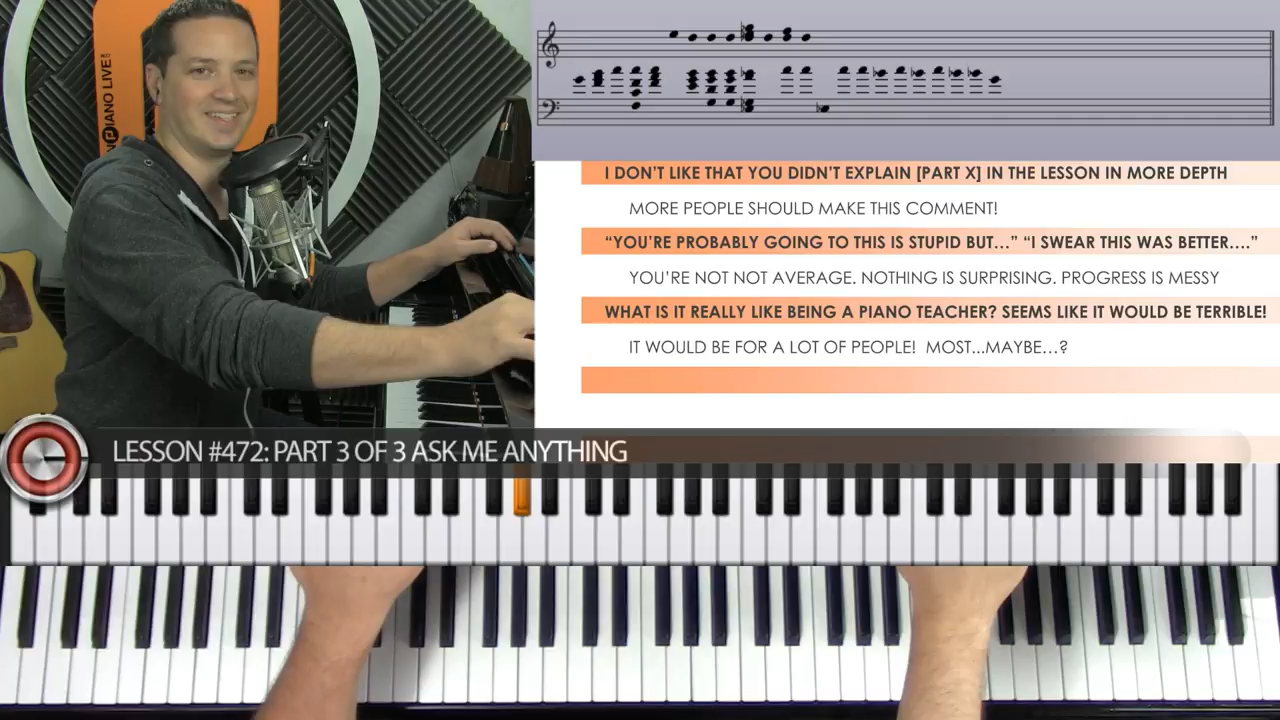 PIANO LIVE!
I DON'T LIKE THAT YOU DIDN'T EXPLAIN [PART X] IN THE LESSON IN MORE DEPTH
MORE PEOPLE SHOULD MAKE THIS COMMENT!
“YOU'RE PROBABLY GOING TO THIS IS STUPID BUT…” “I SWEAR THIS WAS BETTER….”
YOU'RE NOT NOT AVERAGE. NOTHING IS SURPRISING. PROGRESS IS MESSY
WHAT IS IT REALLY LIKE BEING A PIANO TEACHER? SEEMS LIKE IT WOULD BE TERRIBLE!
IT WOULD BE FOR A LOT OF PEOPLE! MOST...MAYBE…?
LESSON #472: PART 3 OF 3 ASK ME ANYTHING